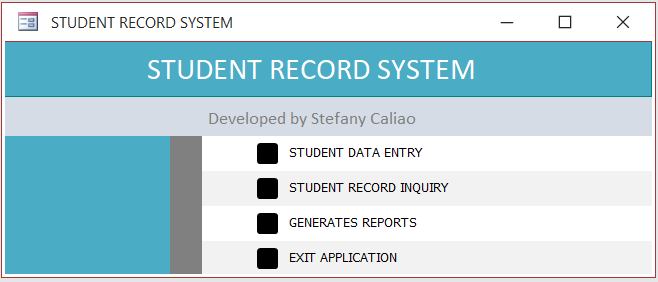 STUDENT RECORD SYSTEM
STUDENT RECORD SYSTEM
Developed by Stefany Caliao
STUDENT DATA ENTRY
STUDENT RECORD INQUIRY
GENERATES REPORTS
EXIT APPLICATION